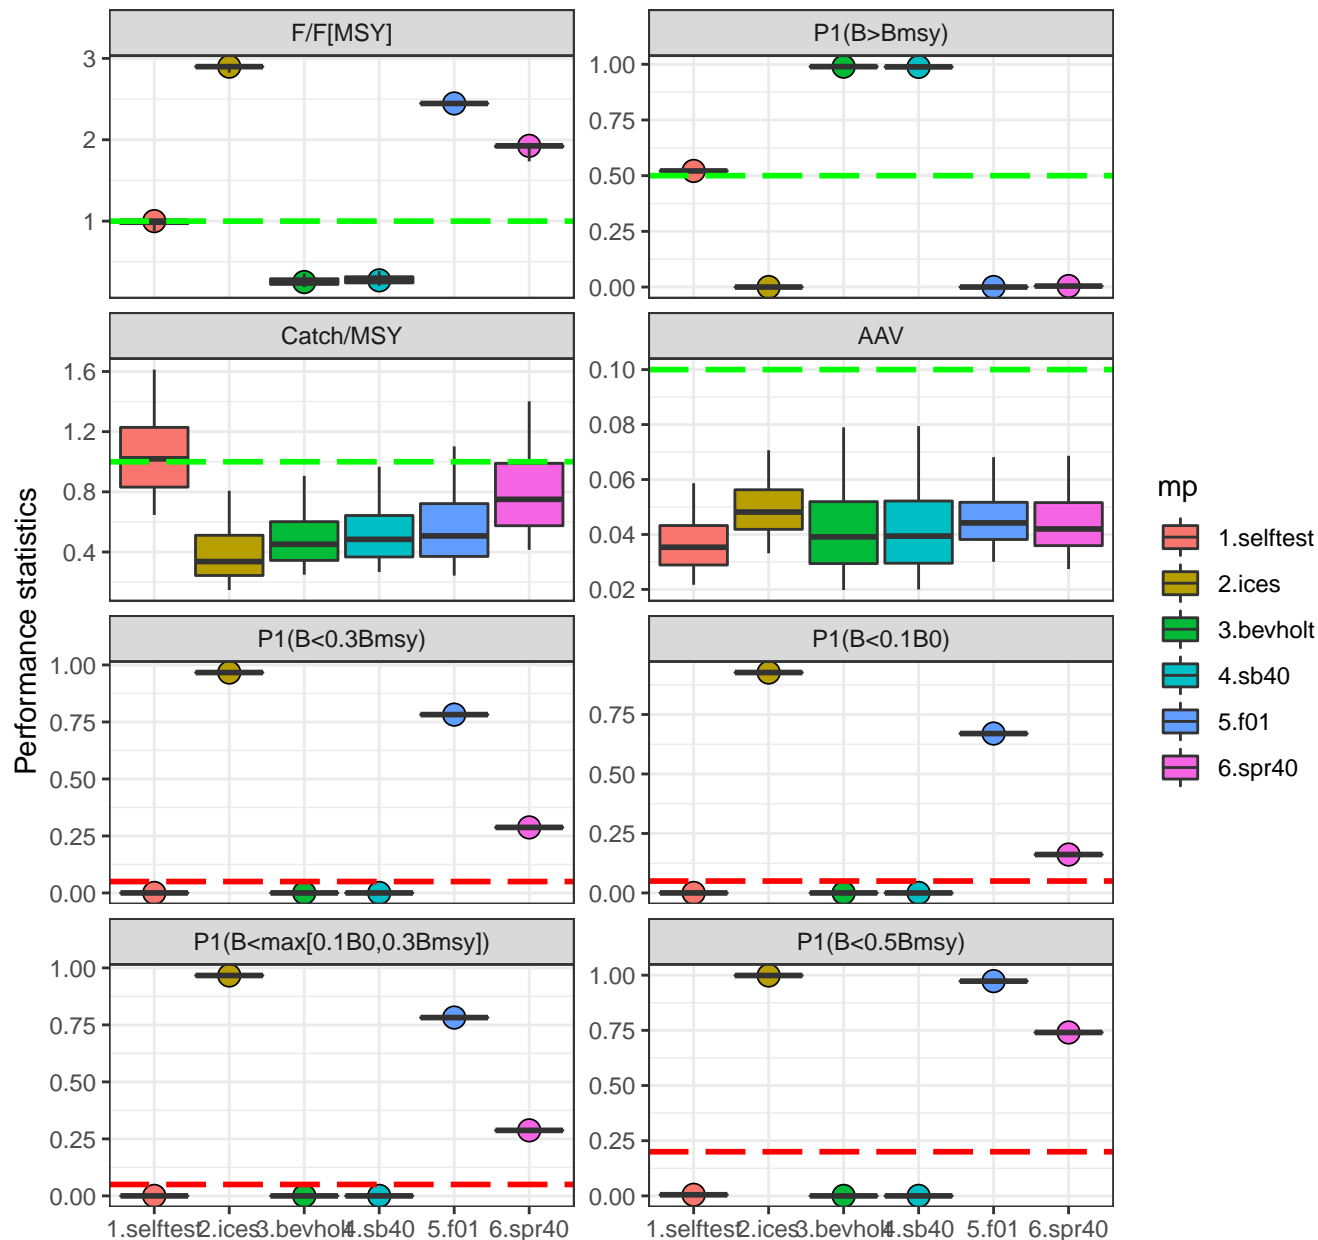 F/F[MSY]
P1(B>Bmsy)
3
2
1
1.00
0.75
0.50
0.25
0.00
Catch/MSY
AAV
1.6
1.2
0.8
0.4
0.10
0.08
0.06
0.04
0.02
P1(B<0.3Bmsy)
P1(B<0.1B0)
1.00
0.75
0.50
0.25
0.00
0.75
0.50
0.25
0.00
P1(B<max[0.1B0,0.3Bmsy])
P1(B<0.5Bmsy)
1.00
0.75
0.50
0.25
0.00
1.00
0.75
0.50
0.25
0.00
1.selftest 2.ices 3.bevholt 4.sb40 5.f01 6.spr40
1.selftest 2.ices 3.bevholt 4.sb40 5.f01 6.spr40
Performance statistics
mp
1.selftest
2.ices
3.bevholt
4.sb40
5.f01
6.spr40